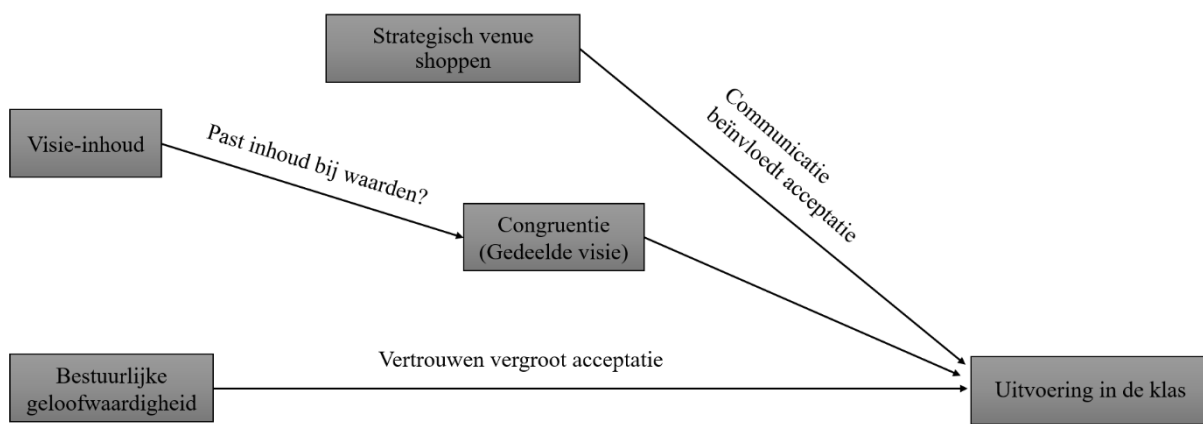 Strategisch venue
shoppen
Communicatie
beïnvloedt acceptatie
Visie-inhoud
Past inhoud bij waarden?
Congruentie
(Gedeelde visie)
Vertrouwen vergroot acceptatie
Bestuurlijke
geloofwaardigheid
Uitvoering in de klas